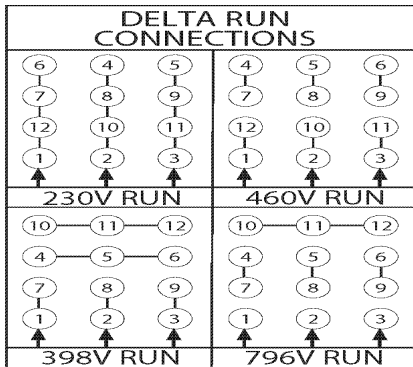 DELTA RUN
CONNECTIONS
6 4 5
7 8 9
12 10 11
1 2 3
230V RUN
4 5 6
7 8 9
12 10 11
1 2 3
460V RUN
10 11 12
4 5 6
7 8 9
1 2 3
398V RUN
10 11 12
4 5 6
7 8 9
1 2 3
796V RUN